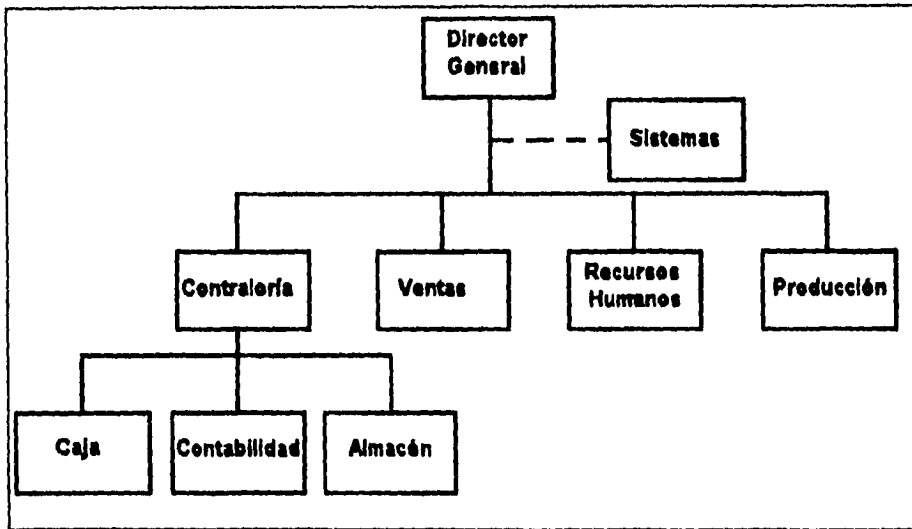 Director
General
Sistemas
Contraloría
Ventas
Recursos
Humanos
Producción
Caja
Contabilidad
Almacén